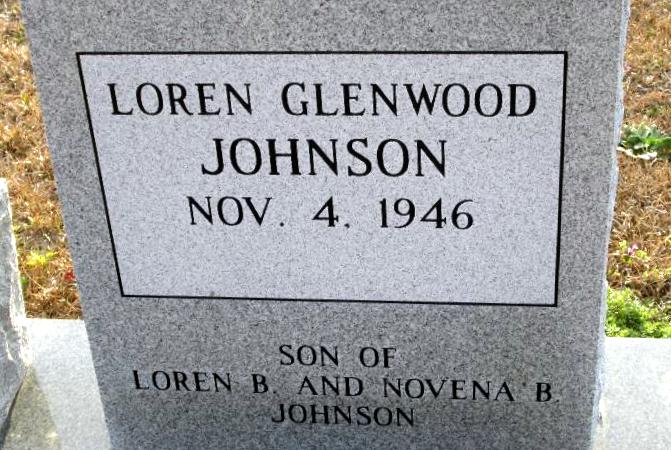 LOREN GLENWOOD
JOHNSON
NOV. 4, 1946
SON OF
LOREN B. AND NOVENA B.
JOHNSON